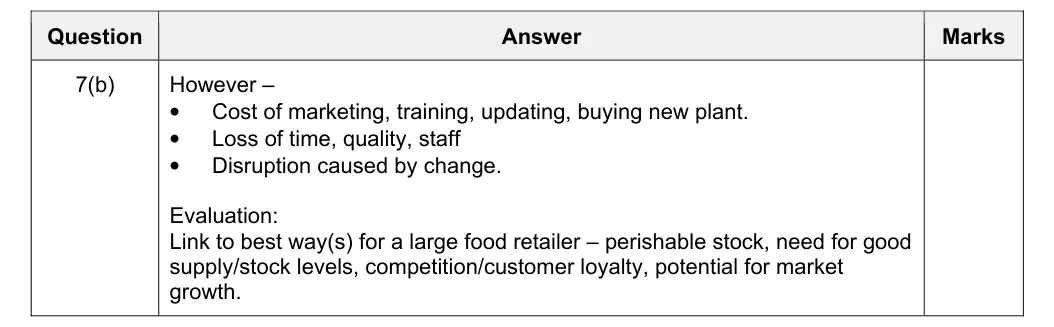 Question Answer Marks
7(b) However –
• Cost of marketing, training, updating, buying new plant.
• Loss of time, quality, staff
• Disruption caused by change.
Evaluation:
Link to best way(s) for a large food retailer – perishable stock, need for good
supply/stock levels, competition/customer loyalty, potential for market
growth.